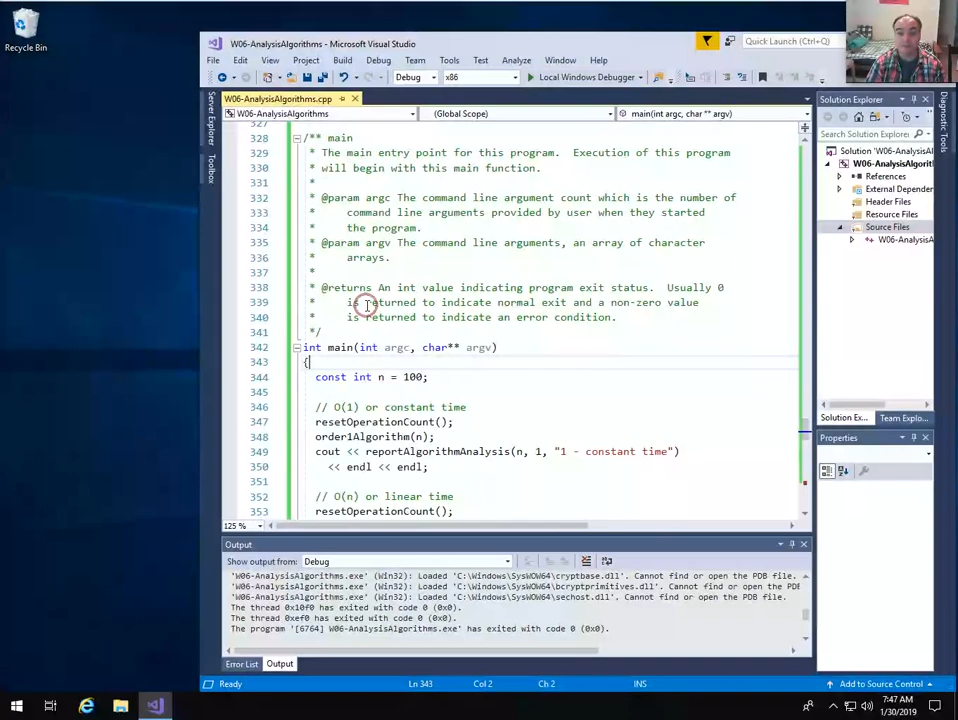 Recycle Bin
W06-AnalysisAlgorithms - Microsoft Visual Studio
Quick Launch (Ctrl+Q)
File Edit View Project Build Debug Team Tools Test Analyze Window Help
Debug x86 Local Windows Debugger
W06-AnalysisAlgorithms.cpp
W06-AnalysisAlgorithms (Global Scope) main(int argc, char ** argv)
Server Explorer
Toolbox
327
328 /** main
329 * The main entry point for this program. Execution of this program
330 * will begin with this main function.
331 *
332 * @param argc The command line argument count which is the number of
333 * command line arguments provided by user when they started
334 * the program.
335 * @param argv The command line arguments, an array of character
336 * arrays.
337 *
338 * @returns An int value indicating program exit status. Usually 0
339 * is returned to indicate normal exit and a non-zero value
340 * is returned to indicate an error condition.
341 */
342 int main(int argc, char** argv)
343 {
344 const int n = 100;
345
346 // O(1) or constant time
347 resetOperationCount();
348 order1Algorithm(n);
349 cout << reportAlgorithmAnalysis(n, 1, "1 - constant time")
350 << endl << endl;
351
352 // O(n) or linear time
353 resetOperationCount();
125 %
Solution Explorer
Search Solution Explorer
Solution 'W06-Analysis
W06-AnalysisAlgorith
References
External Dependen
Header Files
Resource Files
Source Files
W06-AnalysisA
Solution Ex... Team Explo...
Properties
Diagnostic Tools
Output
Show output from: Debug
'W06-AnalysisAlgorithms.exe' (Win32): Loaded 'C:\Windows\SysWOW64\cryptbase.dll'. Cannot find or open the PDB file.
'W06-AnalysisAlgorithms.exe' (Win32): Loaded 'C:\Windows\SysWOW64\bcryptprimitives.dll'. Cannot find or open the PDB
'W06-AnalysisAlgorithms.exe' (Win32): Loaded 'C:\Windows\SysWOW64\sechost.dll'. Cannot find or open the PDB file.
The thread 0x10f0 has exited with code 0 (0x0).
The thread 0xef0 has exited with code 0 (0x0).
The program '[6764] W06-AnalysisAlgorithms.exe' has exited with code 0 (0x0).
Error List Output
Ready Ln 343 Col 2 Ch 2 INS Add to Source Control
7:47 AM
1/30/2019